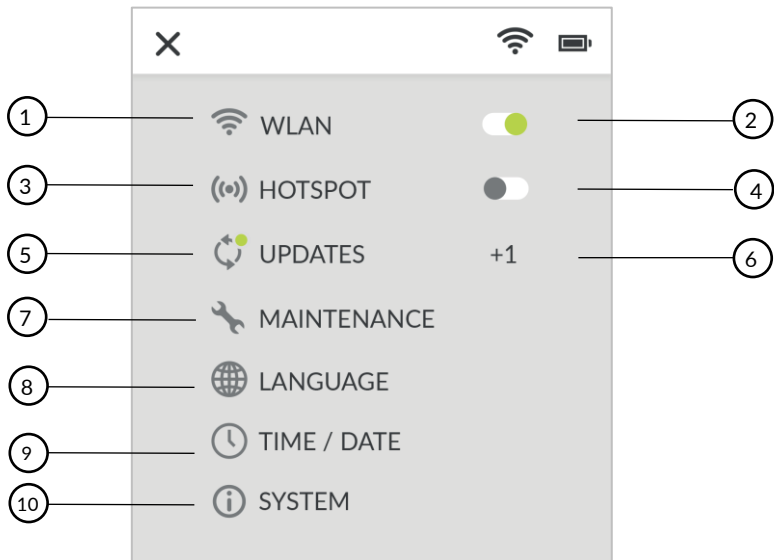 1 WLAN 2
3 HOTSPOT 4
5 UPDATES +1 6
7 MAINTENANCE
8 LANGUAGE
9 TIME / DATE
10 SYSTEM